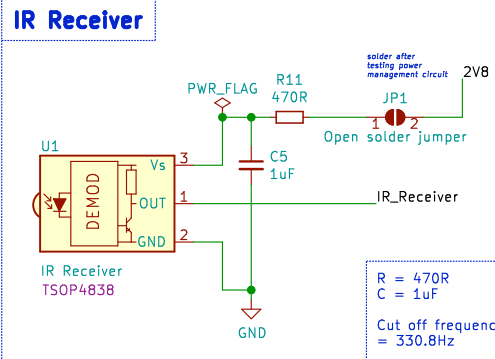 IR Receiver
solder after
testing power
management circuit
2V8
R11
470R
PWR_FLAG
JP1
1 2
Open solder jumper
U1
C5
1uF
3
Vs
DEMOD
OUT
1
IR_Receiver
GND
2
IR Receiver
TSOP4838
GND
R = 470R
C = 1uF
Cut off frequenc
= 330.8Hz